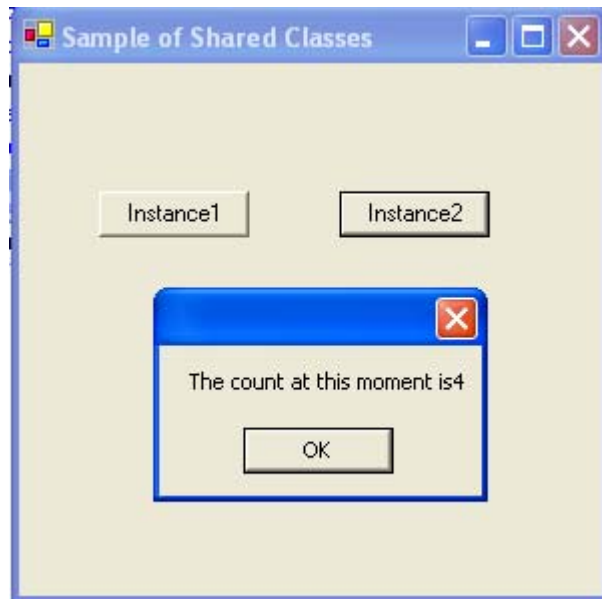 Sample of Shared Classes
Instance1
Instance2
The count at this moment is4
OK